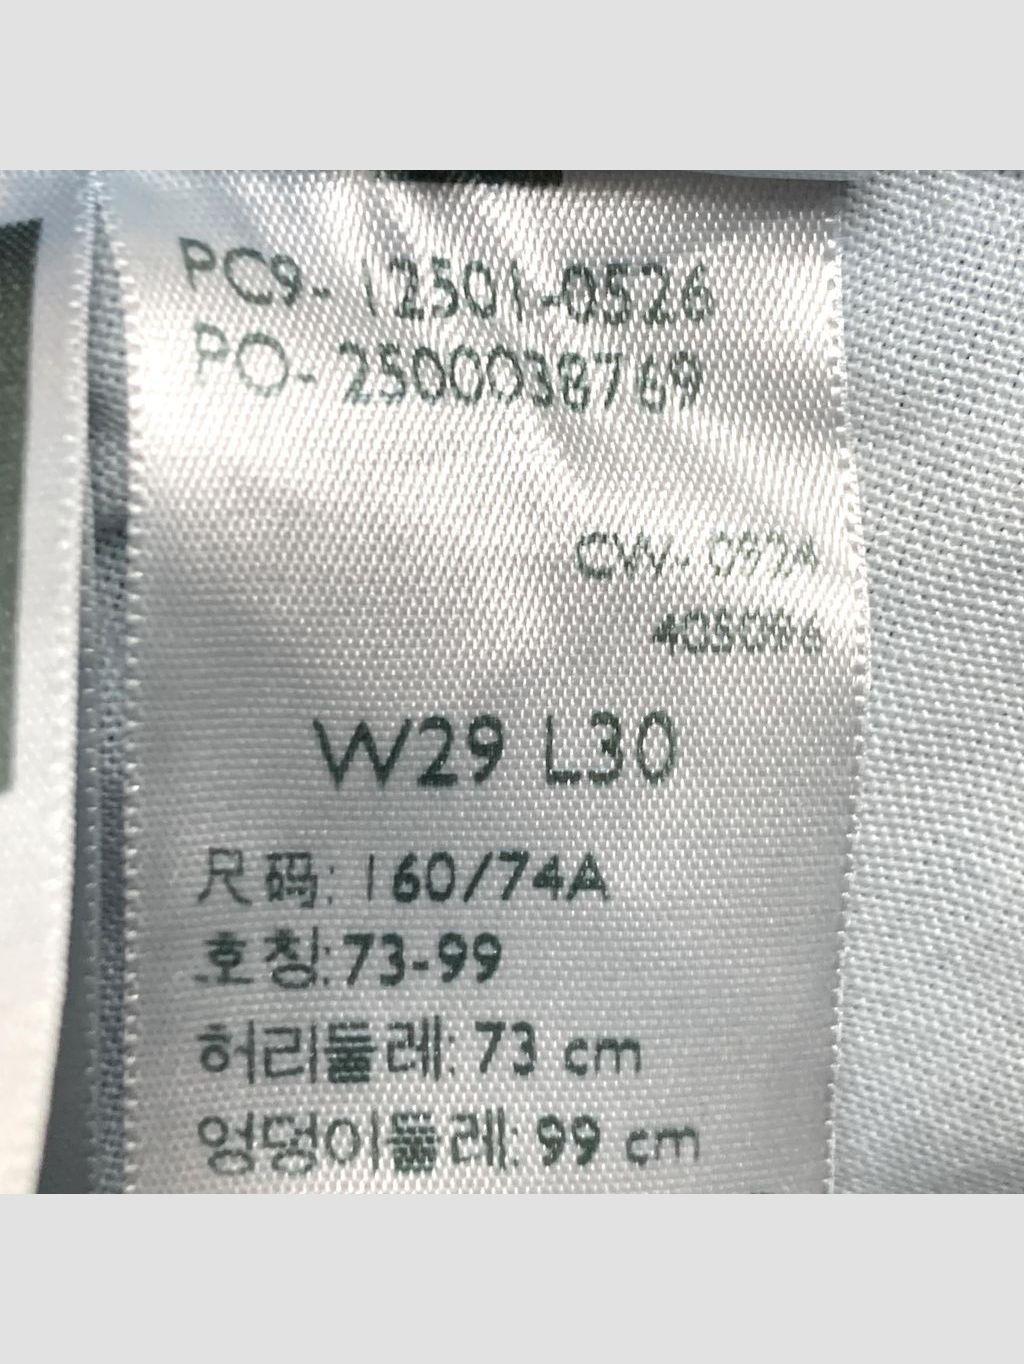 PC9-12501-0526
PO-2500038769
W29 L30
尺码: 160/74A
호칭: 73-99
허리둘레: 73 cm
엉덩이둘레: 99 cm